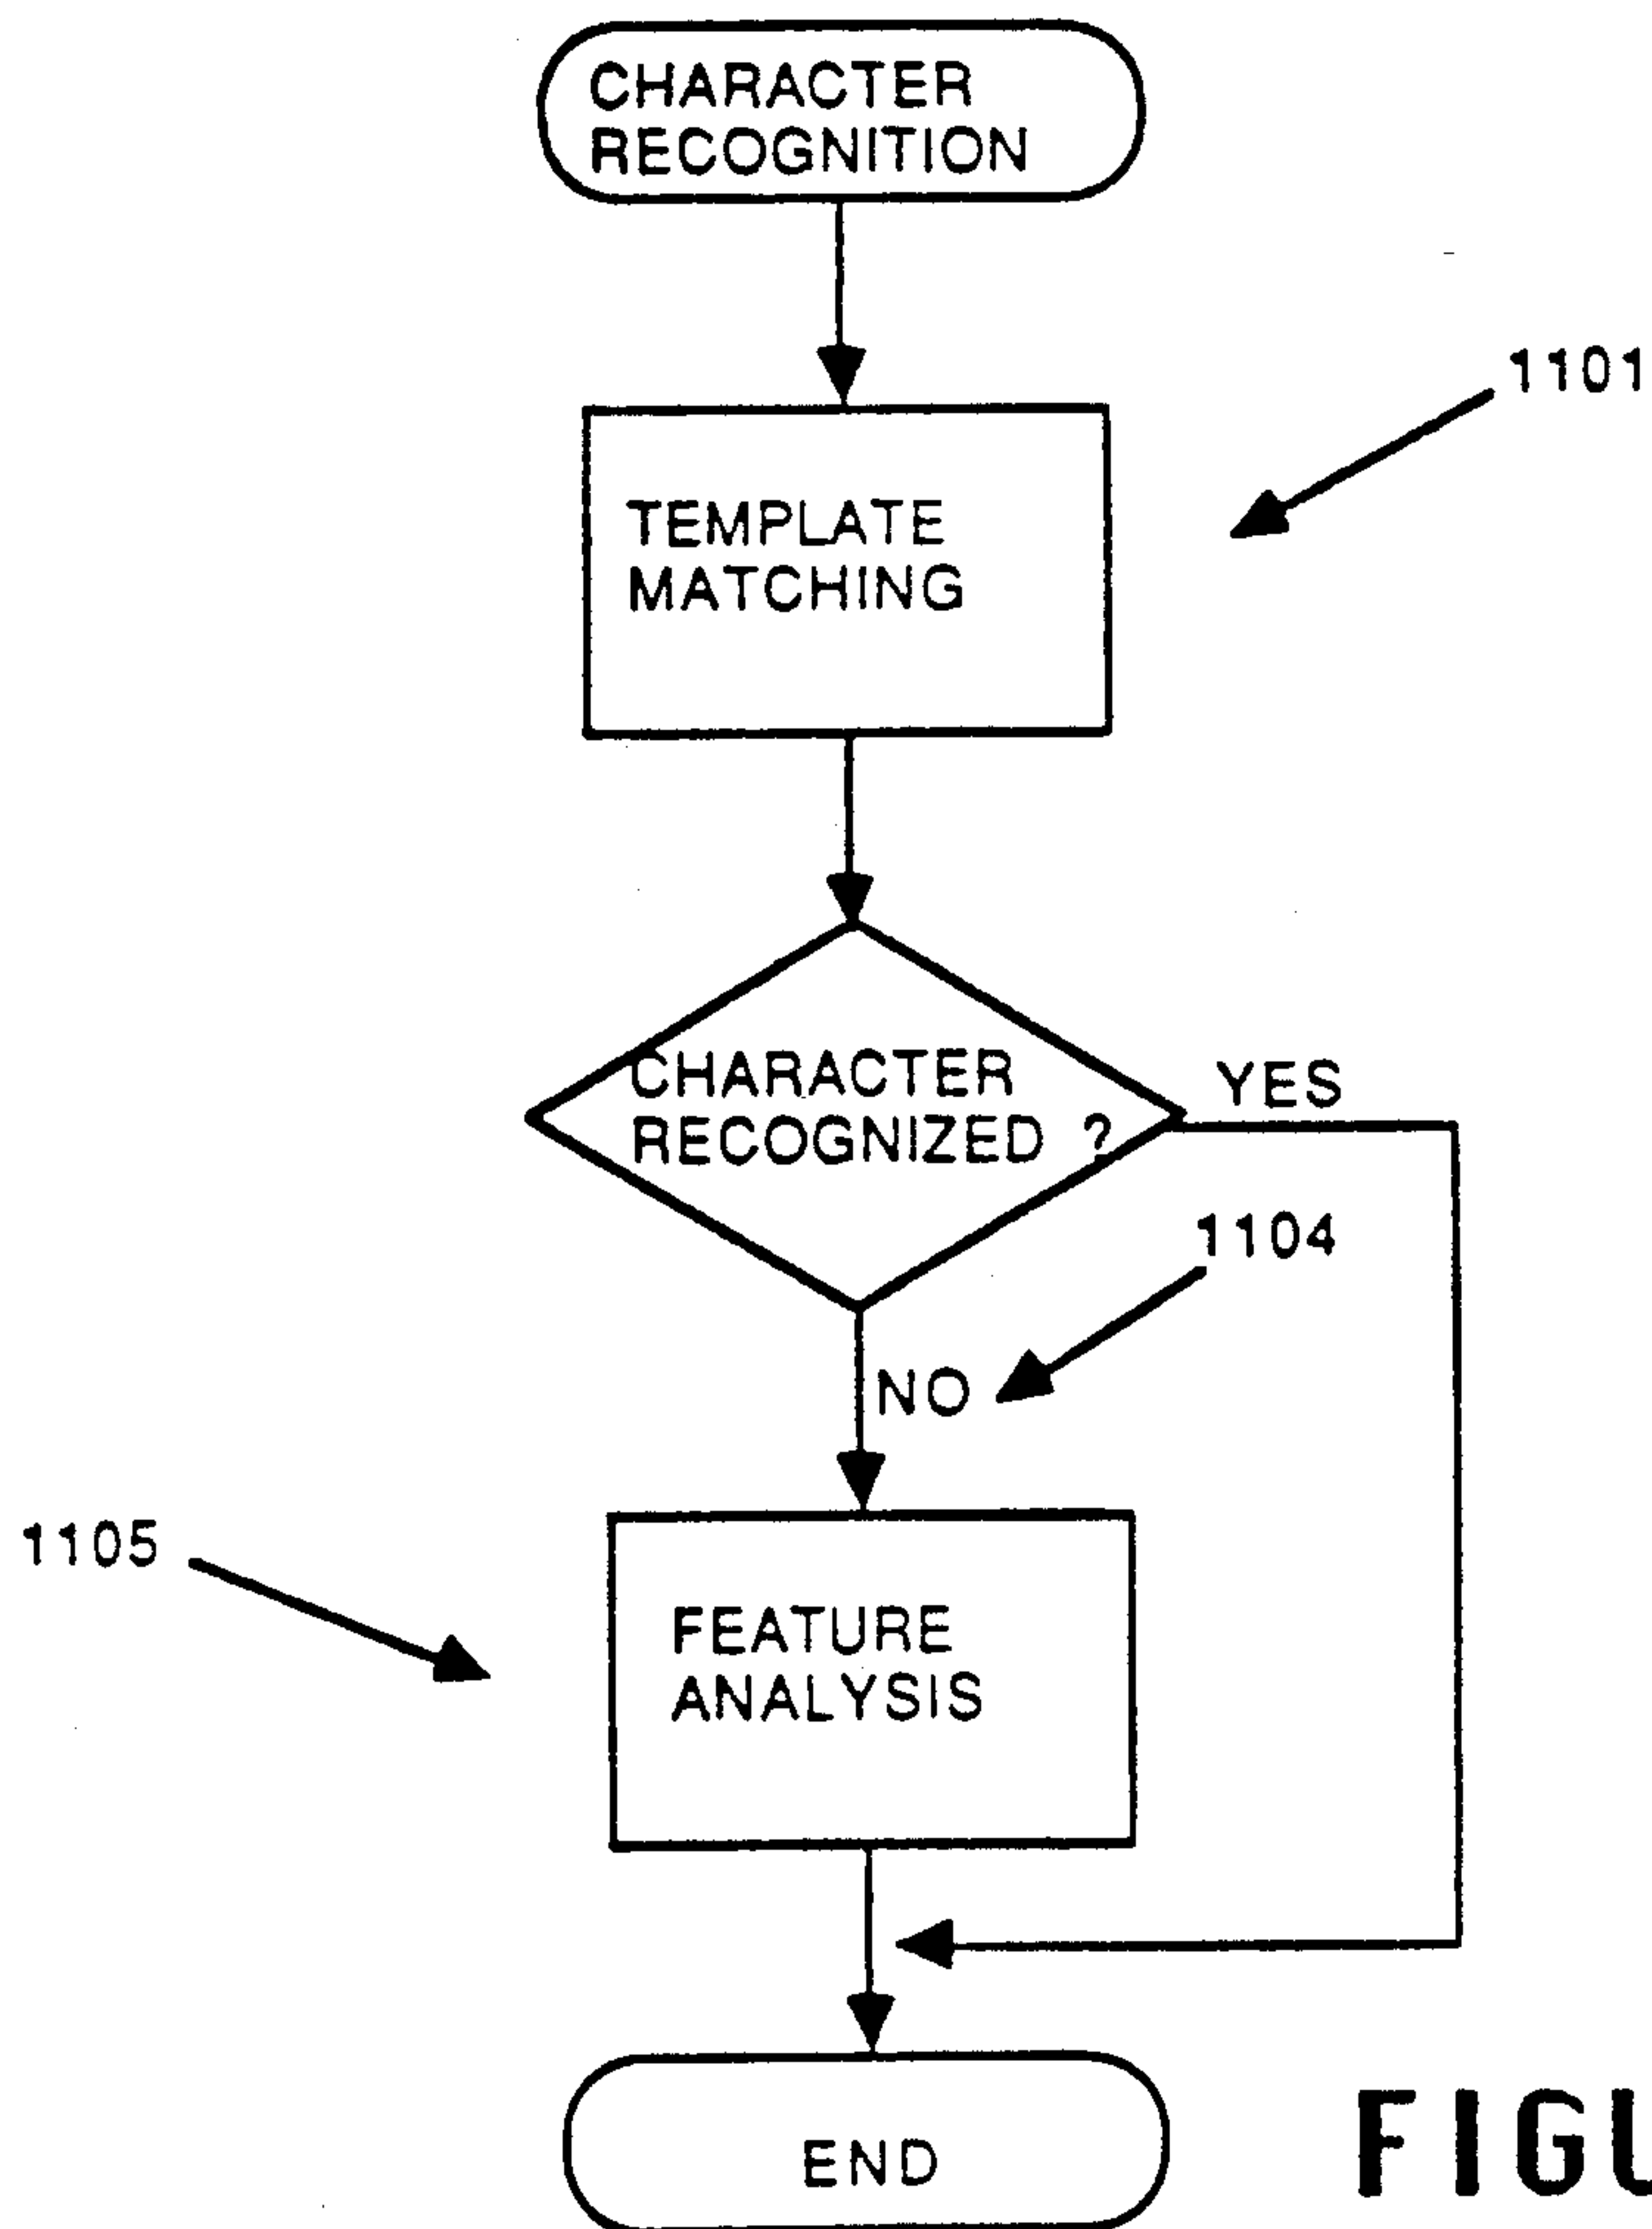 CHARACTER
RECOGNITION
1101
TEMPLATE
MATCHING
CHARACTER
RECOGNIZED ?
YES
1104
NO
1105
FEATURE
ANALYSIS
END